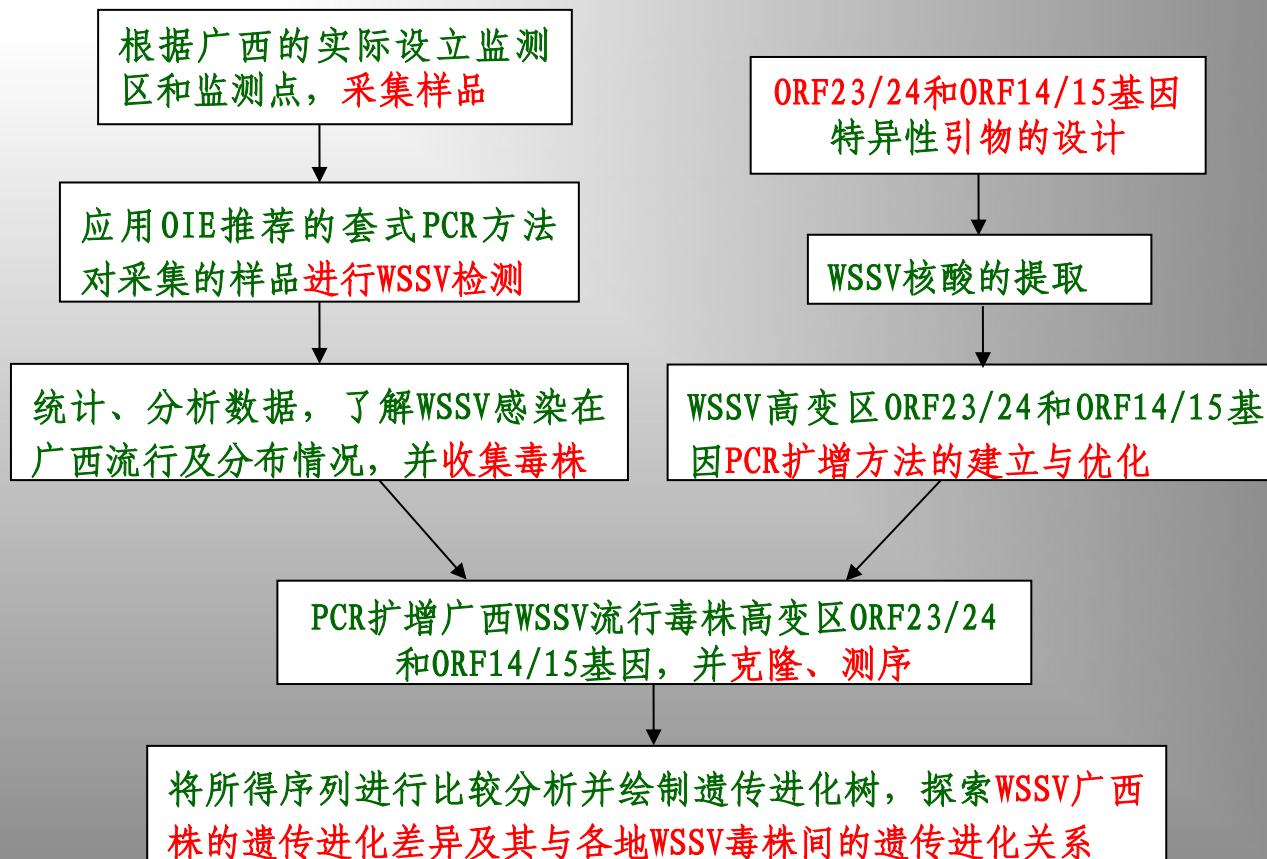 根据广西的实际设立监测
区和监测点，采集样品
应用OIE推荐的套式PCR方法
对采集的样品进行WSSV检测
统计、分析数据，了解WSSV感染在
广西流行及分布情况，并收集毒株
ORF23/24和ORF14/15基因
特异性引物的设计
WSSV核酸的提取
WSSV高变区ORF23/24和ORF14/15基
因PCR扩增方法的建立与优化
PCR扩增广西WSSV流行毒株高变区ORF23/24
和ORF14/15基因，并克隆、测序
将所得序列进行比较分析并绘制遗传进化树，探索WSSV广西
株的遗传进化差异及其与各地WSSV毒株间的遗传进化关系